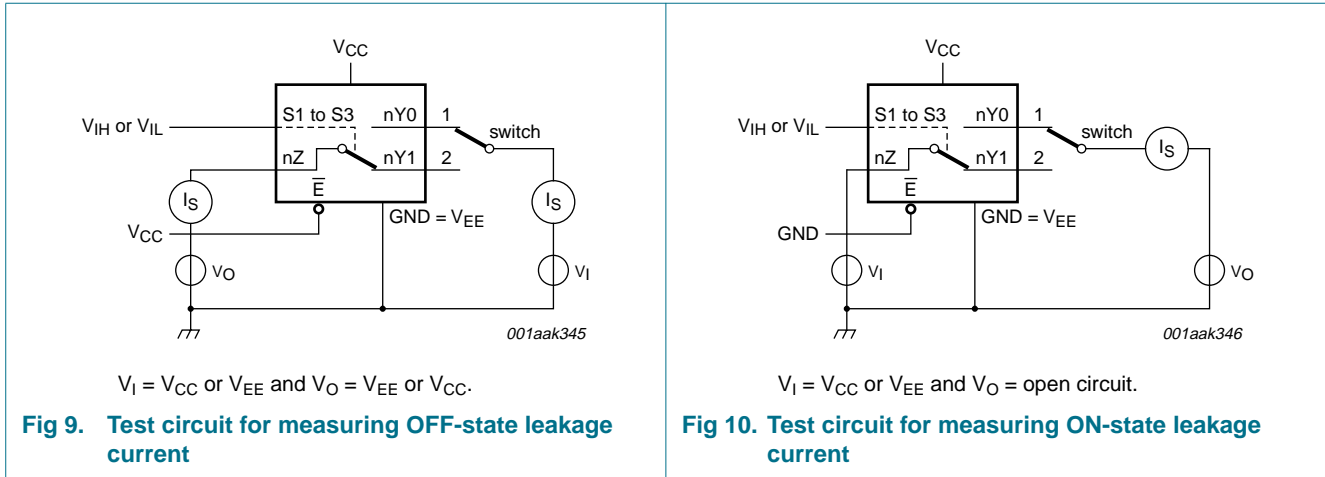 VCC
VIH or VIL
S1 to S3
nY0
1
switch
nZ
nY1
2
E̅
IS
IS
GND = VEE
VCC
VO
VI
001aak345
VI = VCC or VEE and VO = VEE or VCC.
Fig 9. Test circuit for measuring OFF-state leakage
current
VCC
VIH or VIL
S1 to S3
nY0
1
switch
nZ
nY1
2
IS
E̅
GND = VEE
GND
VI
VO
001aak346
VI = VCC or VEE and VO = open circuit.
Fig 10. Test circuit for measuring ON-state leakage
current